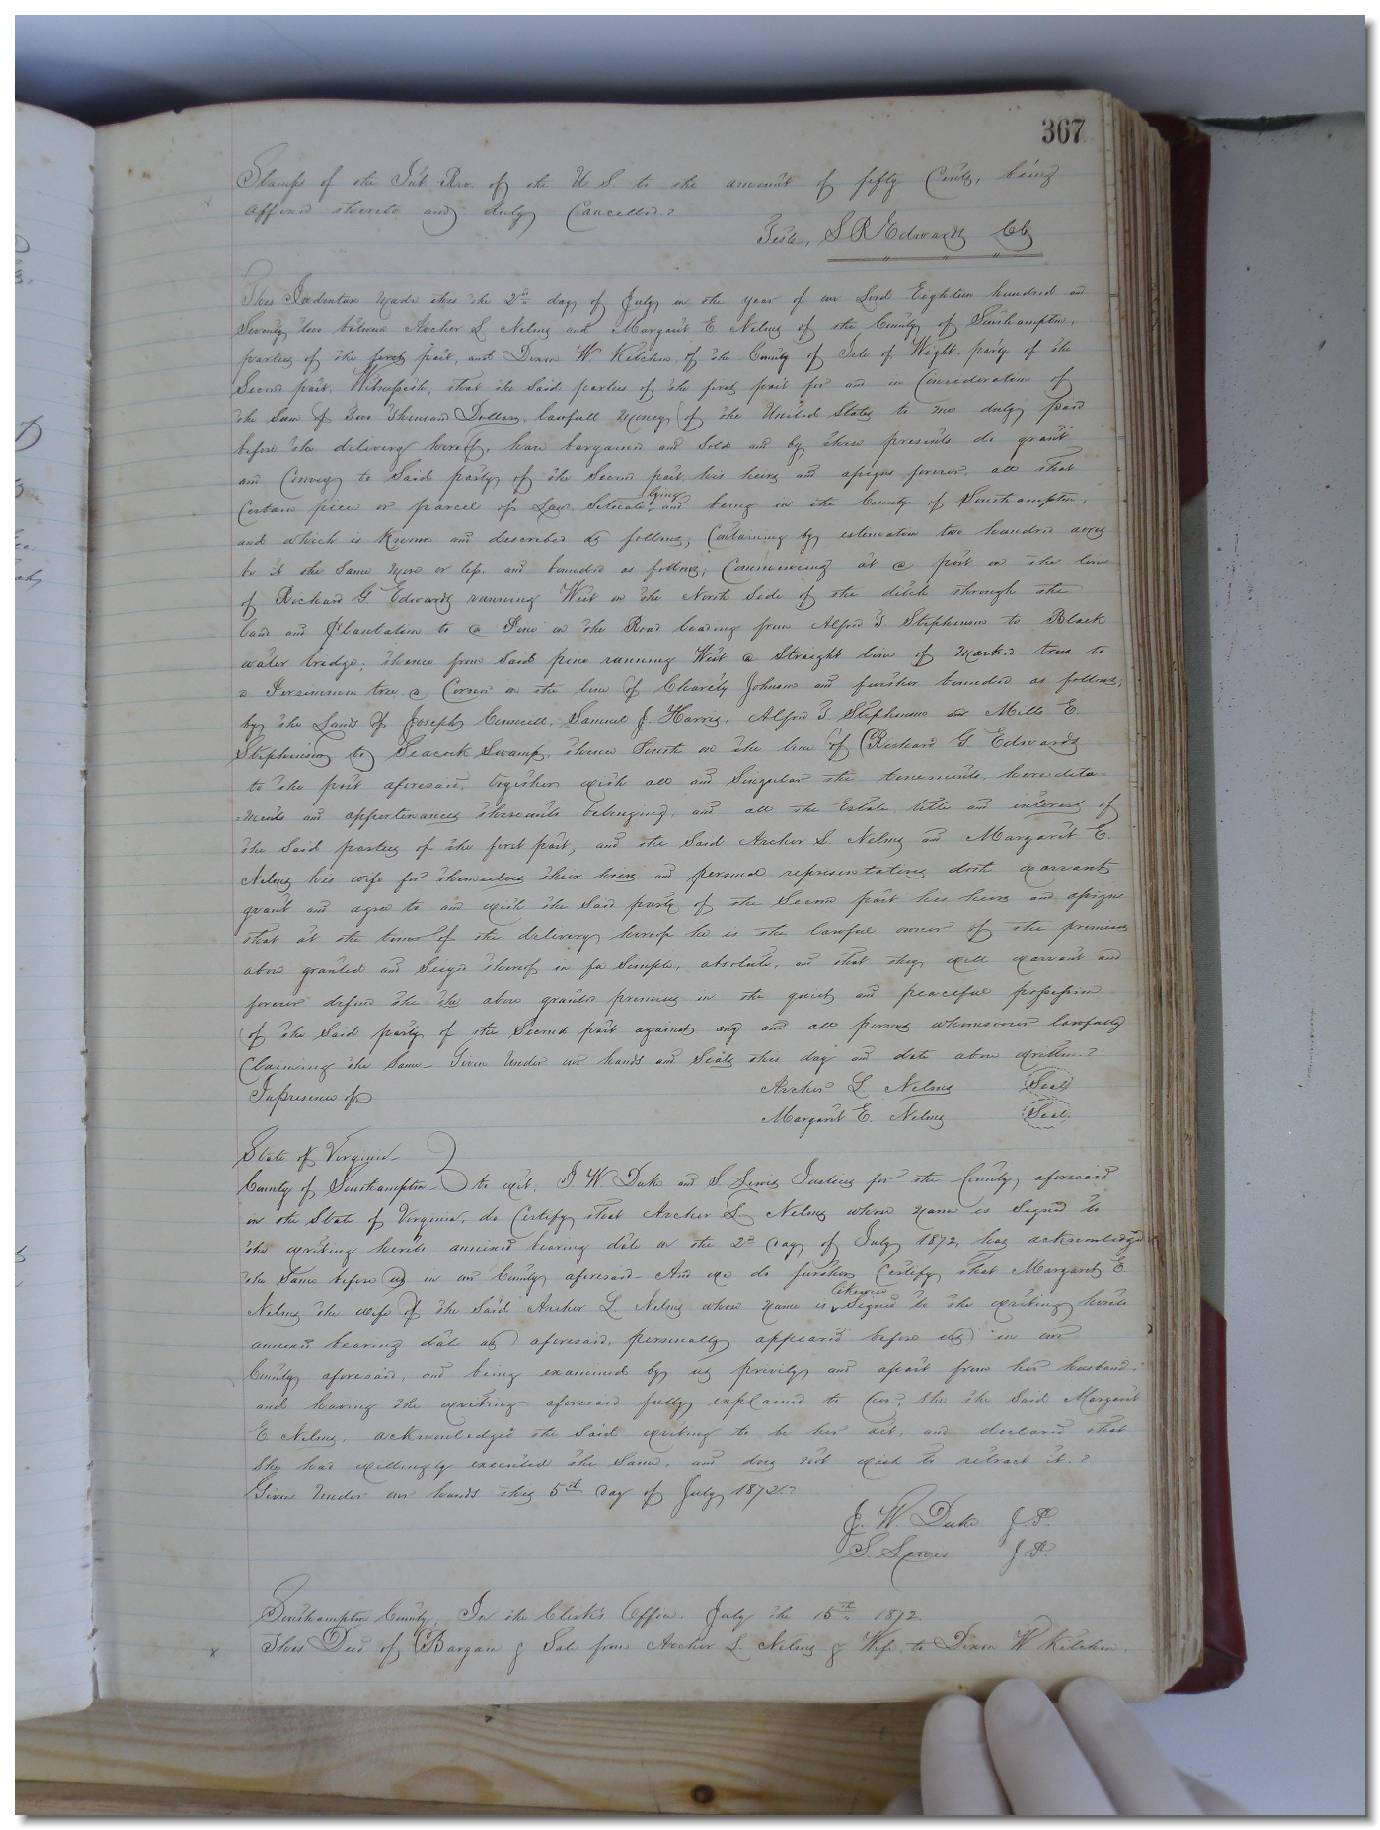 367
Stamps of the Int Rev. of the U S. to the amount of fifty Cents, being
affixed thereto and duly Cancelled.
Teste, S R Edwards CC
This Indenture Made this the 2nd day of July in the year of our Lord Eighteen hundred and
Seventy two between Archer L Nelms and Margaret E Nelms of the County of Southampton,
parties of the first part, and Dixon W Kitchen, of the County of Isle of Wight, party of the
Second part, Witnesseth, that the Said parties of the first part for and in Consideration of
the Sum of Two thousand Dollars, lawfull Money of the United States to me duly paid
before the delivery hereof, have bargained and Sold and by these presents do grant
and Convey to Said party of the Second part, his heirs and assigns forever, all that
Certain piece or parcel of Land Situate, lying and being in the County of Southampton,
and which is Known and described as follows, Containing by estimation two hundred acres
be it the Same More or less. and bounded as follows; Commencing at a post on the line
of Richard G Edwards running West on the North Side of the ditch through the
land and Plantation to a Pine on the Road leading from Alfred T Stephenson to Black
water bridge; thence from Said pine running West a Straight line of Marked trees to
a Persimmon tree a Corner on the line of Charity Johnson and further bounded as follows;
by the Lands of Joseph Council, Samuel J. Harris, Alfred T. Stephenson and Mills E.
Stephenson to Seacock Swamp, thence South on the line of Richard G. Edwards
to the post aforesaid, together with all and Singular the tenements, heredita-
=ments and appertenances thereunto belonging, and all the Estate, title and interest of
the Said parties of the first part, and the Said Archer L. Nelms and Margaret E.
Nelms his wife for themselves their heirs and personal representatives doth warrant
grant and agree to and with the Said party of the Second part his heirs and assigns
that at the time of the delivery hereof he is the lawful owner of the premises
above granted and Seized thereof in fee Simple, absolute, and that they will warrant and
forever defend the the above granted premises in the quiet and peaceful possession
of the Said party of the Second part against any and all persons whomsoever lawfully
Claiming the Same. Given Under our hands and Seals this day and date above written.
In presence of
Archer L. Nelms Seal
Margaret E. Nelms Seal
State of Virginia
County of Southampton to wit, J. W Duke and S. Lewis Justices for the County aforesaid
in the State of Virginia, do Certify that Archer L. Nelms whose Name is Signed to
the writing hereto annexed bearing date on the 2nd day of July 1872, has acknowledged
the Same before us in our County aforesaid. And we do further Certify that Margaret E
Nelms the wife of the Said Archer L. Nelms whose Name is likewise Signed to the writing hereto
annexed bearing date as aforesaid, personally appeared before us in our
County aforesaid, and being examined by us privily and apart from her husband.
and having the writing aforesaid fully explained to her, She the Said Margaret
E Nelms, acknowledged the Said writing to be her act, and declared that
She had willingly executed the Same, and does not wish to retract it.
Given Under our hands this 5th day of July 1872.
J. W. Duke J.P.
S. Lewis J P.
Southampton County, In the Clerk's Office. July the 15th 1872.
x This Deed of Bargain & Sale from Archer L Nelms & Wife to Dixon W Kitchen.